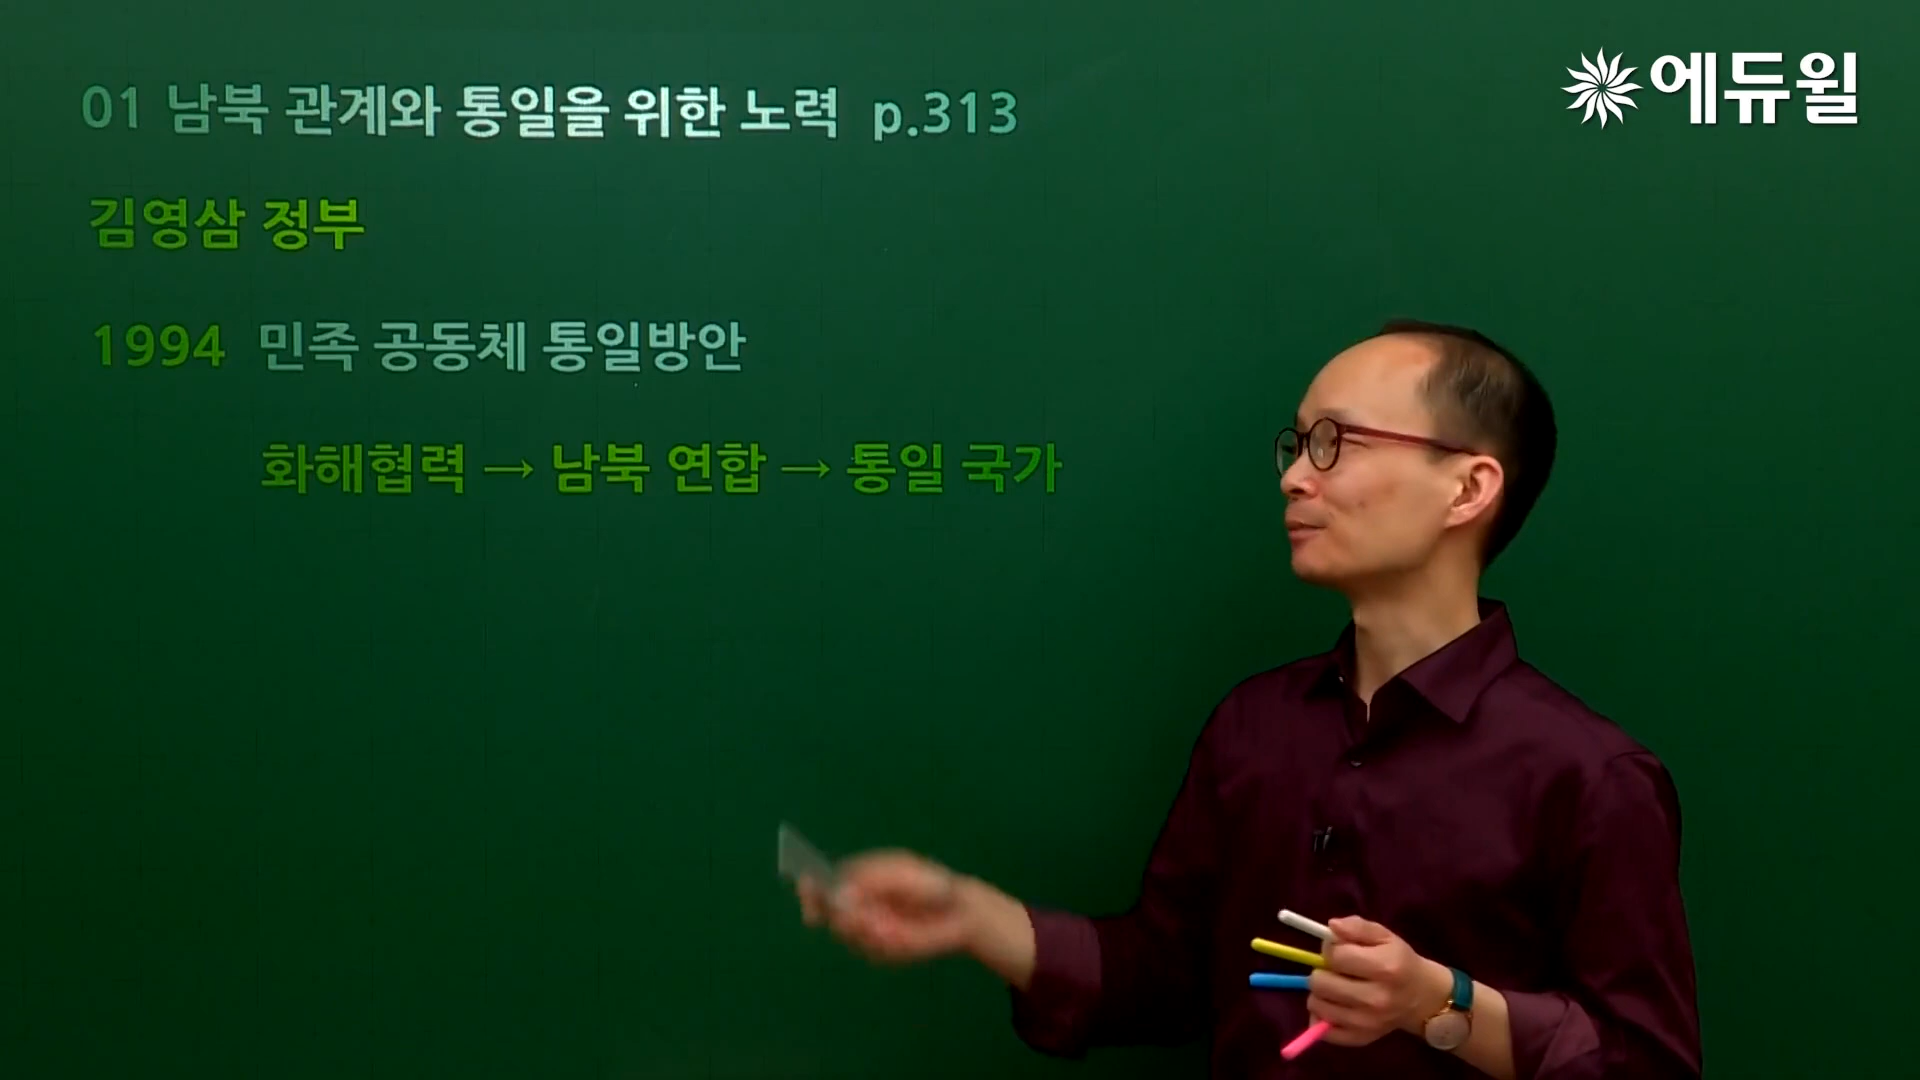 01 남북 관계와 통일을 위한 노력 p.313
에듀윌
김영삼 정부
1994 민족 공동체 통일방안
화해협력 → 남북 연합 → 통일 국가